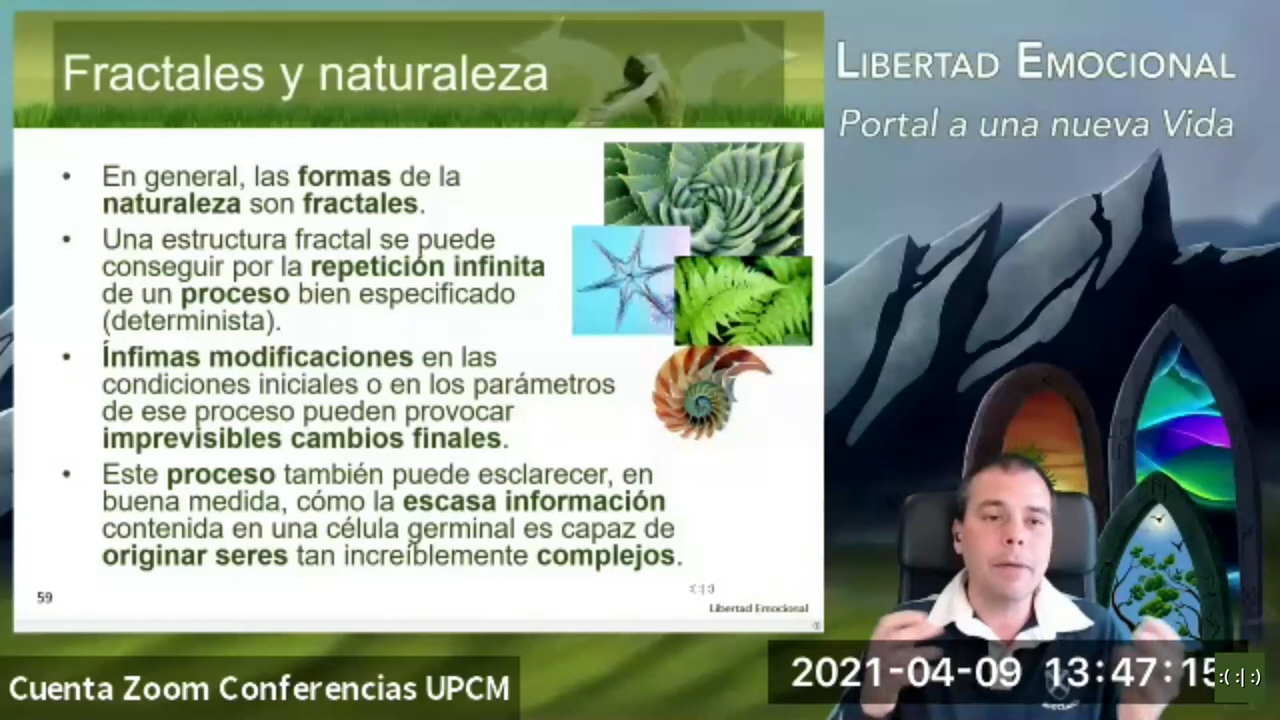 Fractales y naturaleza
LIBERTAD EMOCIONAL
Portal a una nueva Vida
• En general, las formas de la
naturaleza son fractales.
• Una estructura fractal se puede
conseguir por la repetición infinita
de un proceso bien especificado
(determinista).
• Ínfimas modificaciones en las
condiciones iniciales o en los parámetros
de ese proceso pueden provocar
imprevisibles cambios finales.
• Este proceso también puede esclarecer, en
buena medida, cómo la escasa información
contenida en una célula germinal es capaz de
originar seres tan increíblemente complejos.
59
Libertad Emocional
Cuenta Zoom Conferencias UPCM
2021-04-09 13:47:15
:( :|:)